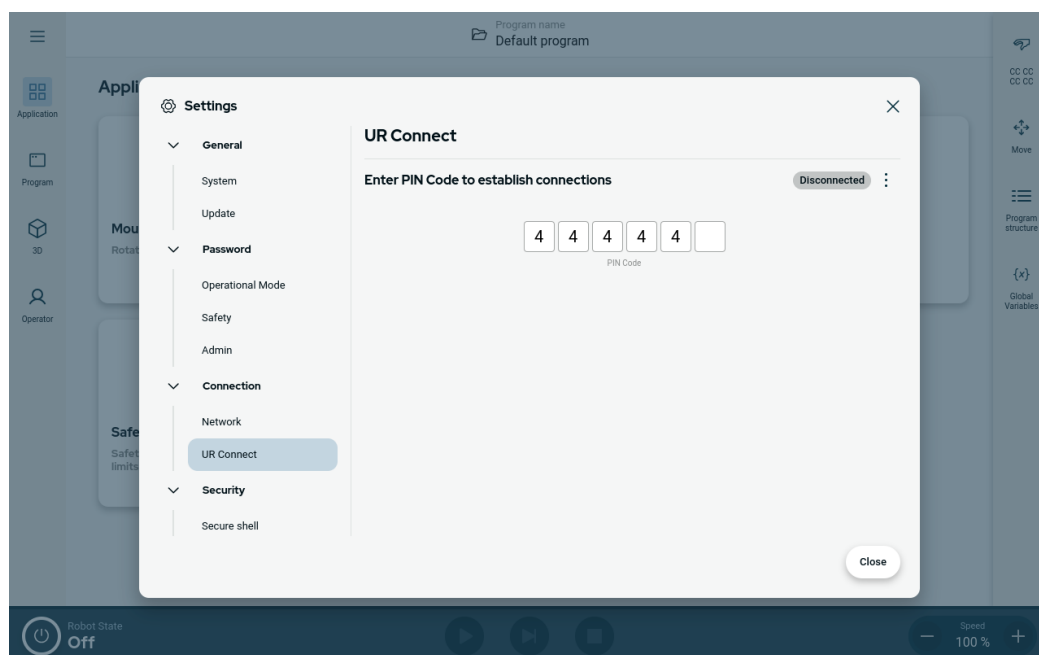 Program name
Default program
Application
Program
3D
Operator
Appli
Mou
Rotat
Safe
Safet
limits
Settings
General
System
Update
Password
Operational Mode
Safety
Admin
Connection
Network
UR Connect
Security
Secure shell
UR Connect
Enter PIN Code to establish connections
Disconnected
4 4 4 4 4
PIN Code
Close
CC CC
CC CC
Move
Program
structure
{x}
Global
Variables
Robot State
Off
Speed
100 %